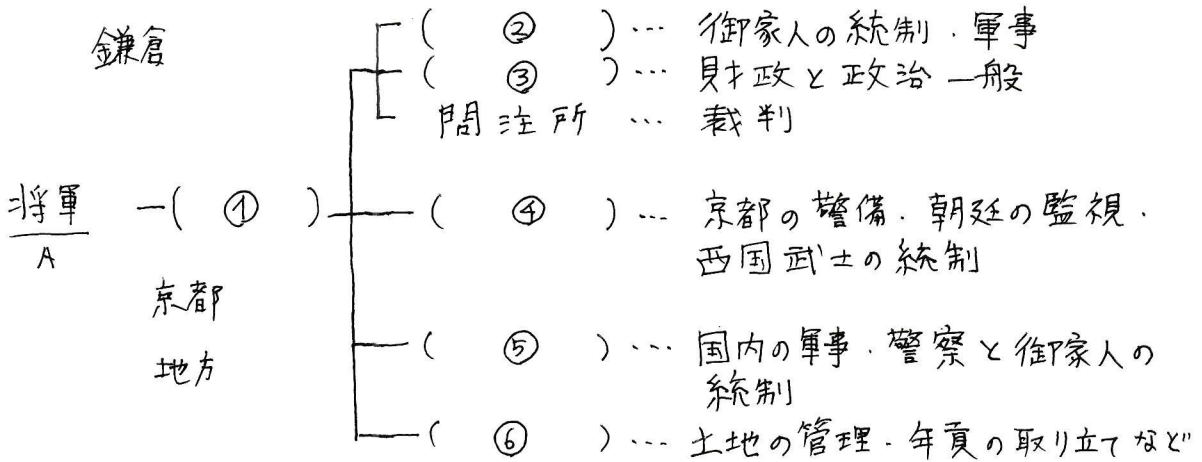 鎌倉
( ② ) … 御家人の統制・軍事
( ③ ) … 財政と政治一般
問注所 … 裁判
将軍 ー( ① )
A
( ④ ) … 京都の警備・朝廷の監視・
西国武士の統制
京都
地方
( ⑤ ) … 国内の軍事・警察と御家人の
統制
( ⑥ ) … 土地の管理・年貢の取り立てなど